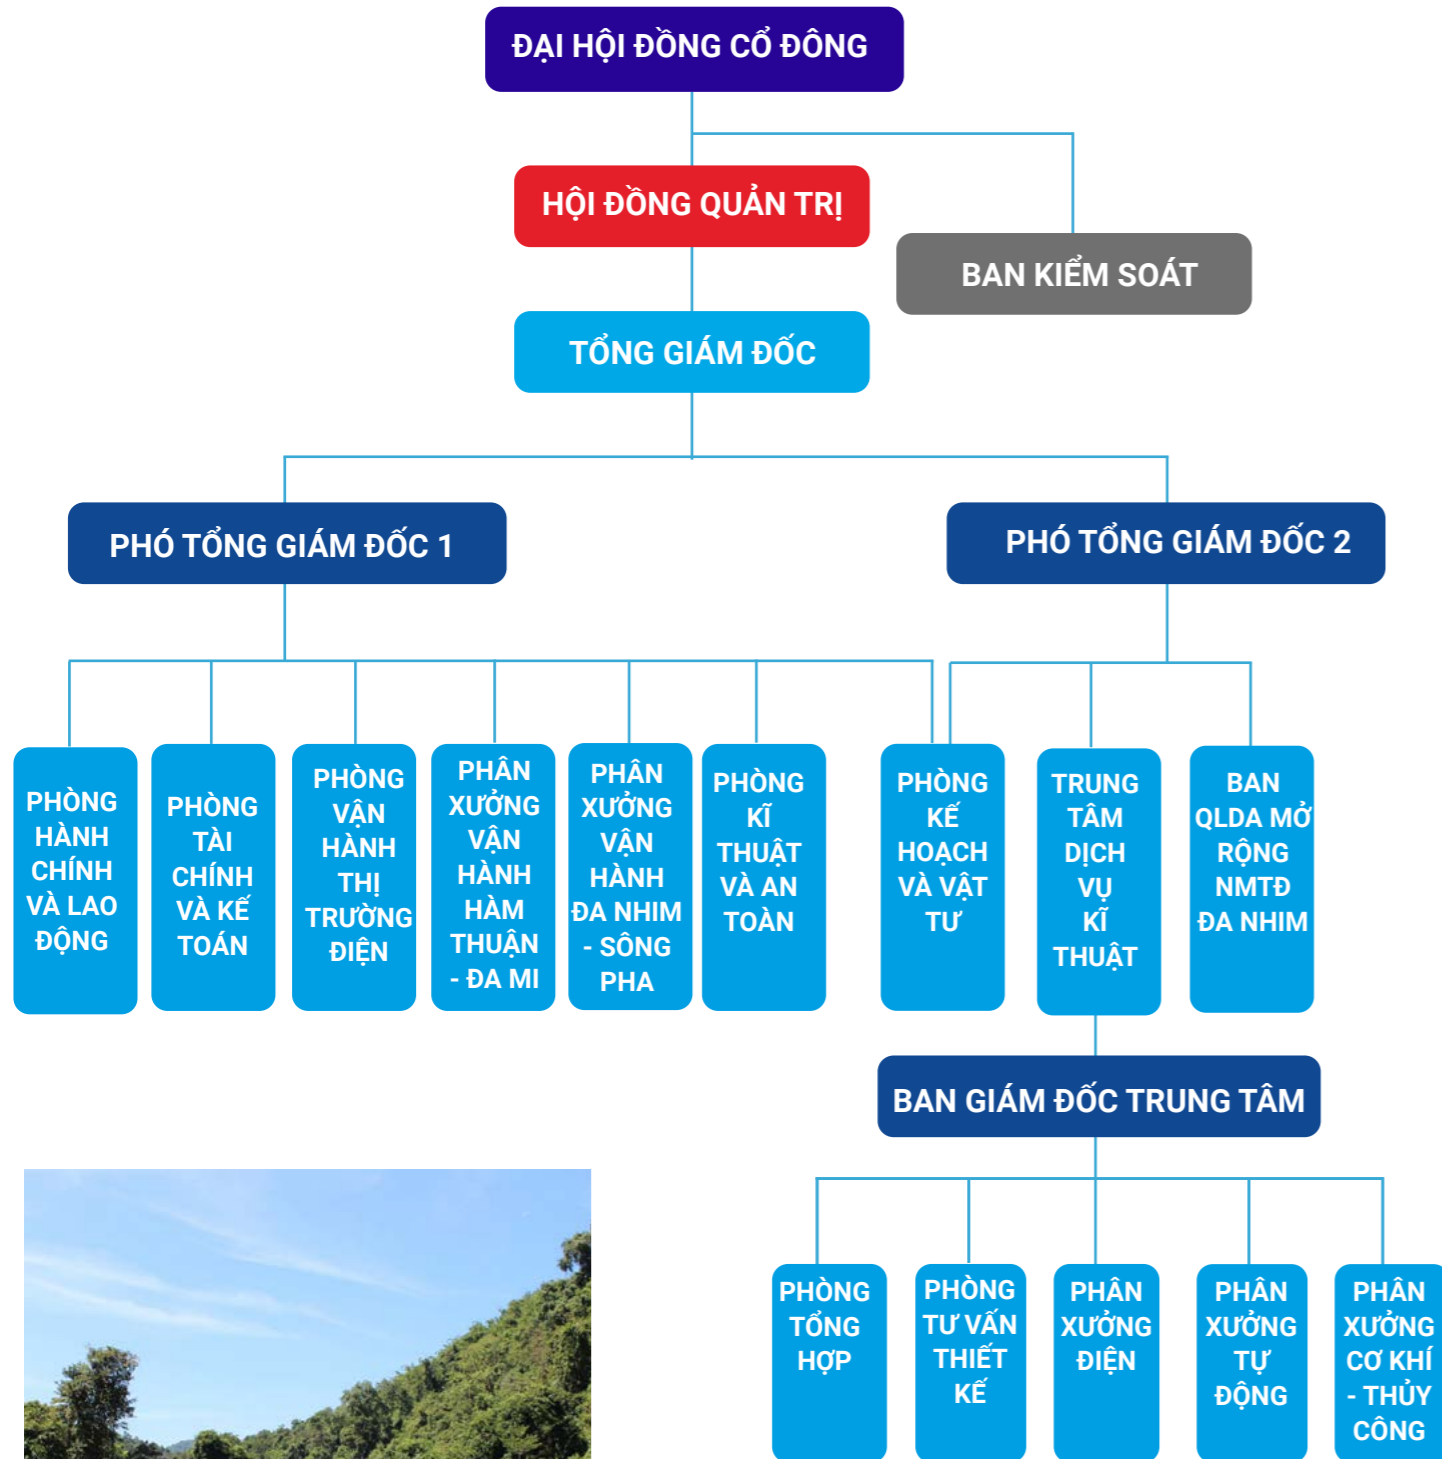 ĐẠI HỘI ĐỒNG CỔ ĐÔNG
HỘI ĐỒNG QUẢN TRỊ
BAN KIỂM SOÁT
TỔNG GIÁM ĐỐC
PHÓ TỔNG GIÁM ĐỐC 1
PHÓ TỔNG GIÁM ĐỐC 2
PHÒNG
HÀNH
CHÍNH
VÀ LAO
ĐỘNG
PHÒNG
TÀI
CHÍNH
VÀ KẾ
TOÁN
PHÒNG
VẬN
HÀNH
THỊ
TRƯỜNG
ĐIỆN
PHÂN
XƯỞNG
VẬN
HÀNH
HÀM
THUẬN
- ĐA MI
PHÂN
XƯỞNG
VẬN
HÀNH
ĐA NHIM
- SÔNG
PHA
PHÒNG
KĨ
THUẬT
VÀ AN
TOÀN
PHÒNG
KẾ
HOẠCH
VÀ VẬT
TƯ
TRUNG
TÂM
DỊCH
VỤ
KĨ
THUẬT
BAN
QLDA MỞ
RỘNG
NMTĐ
ĐA NHIM
BAN GIÁM ĐỐC TRUNG TÂM
PHÒNG
TỔNG
HỢP
PHÒNG
TƯ VẤN
THIẾT
KẾ
PHÂN
XƯỞNG
ĐIỆN
PHÂN
XƯỞNG
TỰ
ĐỘNG
PHÂN
XƯỞNG
CƠ KHÍ
- THỦY
CÔNG